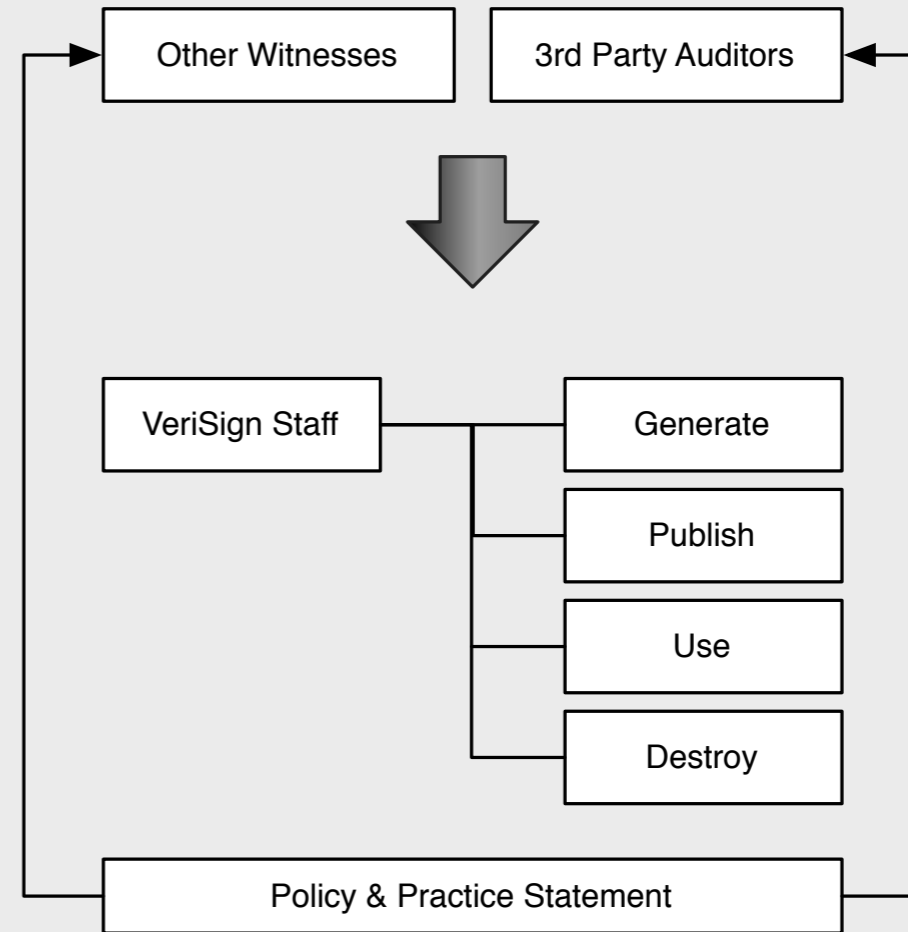 Other Witnesses
3rd Party Auditors
VeriSign Staff
Generate
Publish
Use
Destroy
Policy & Practice Statement